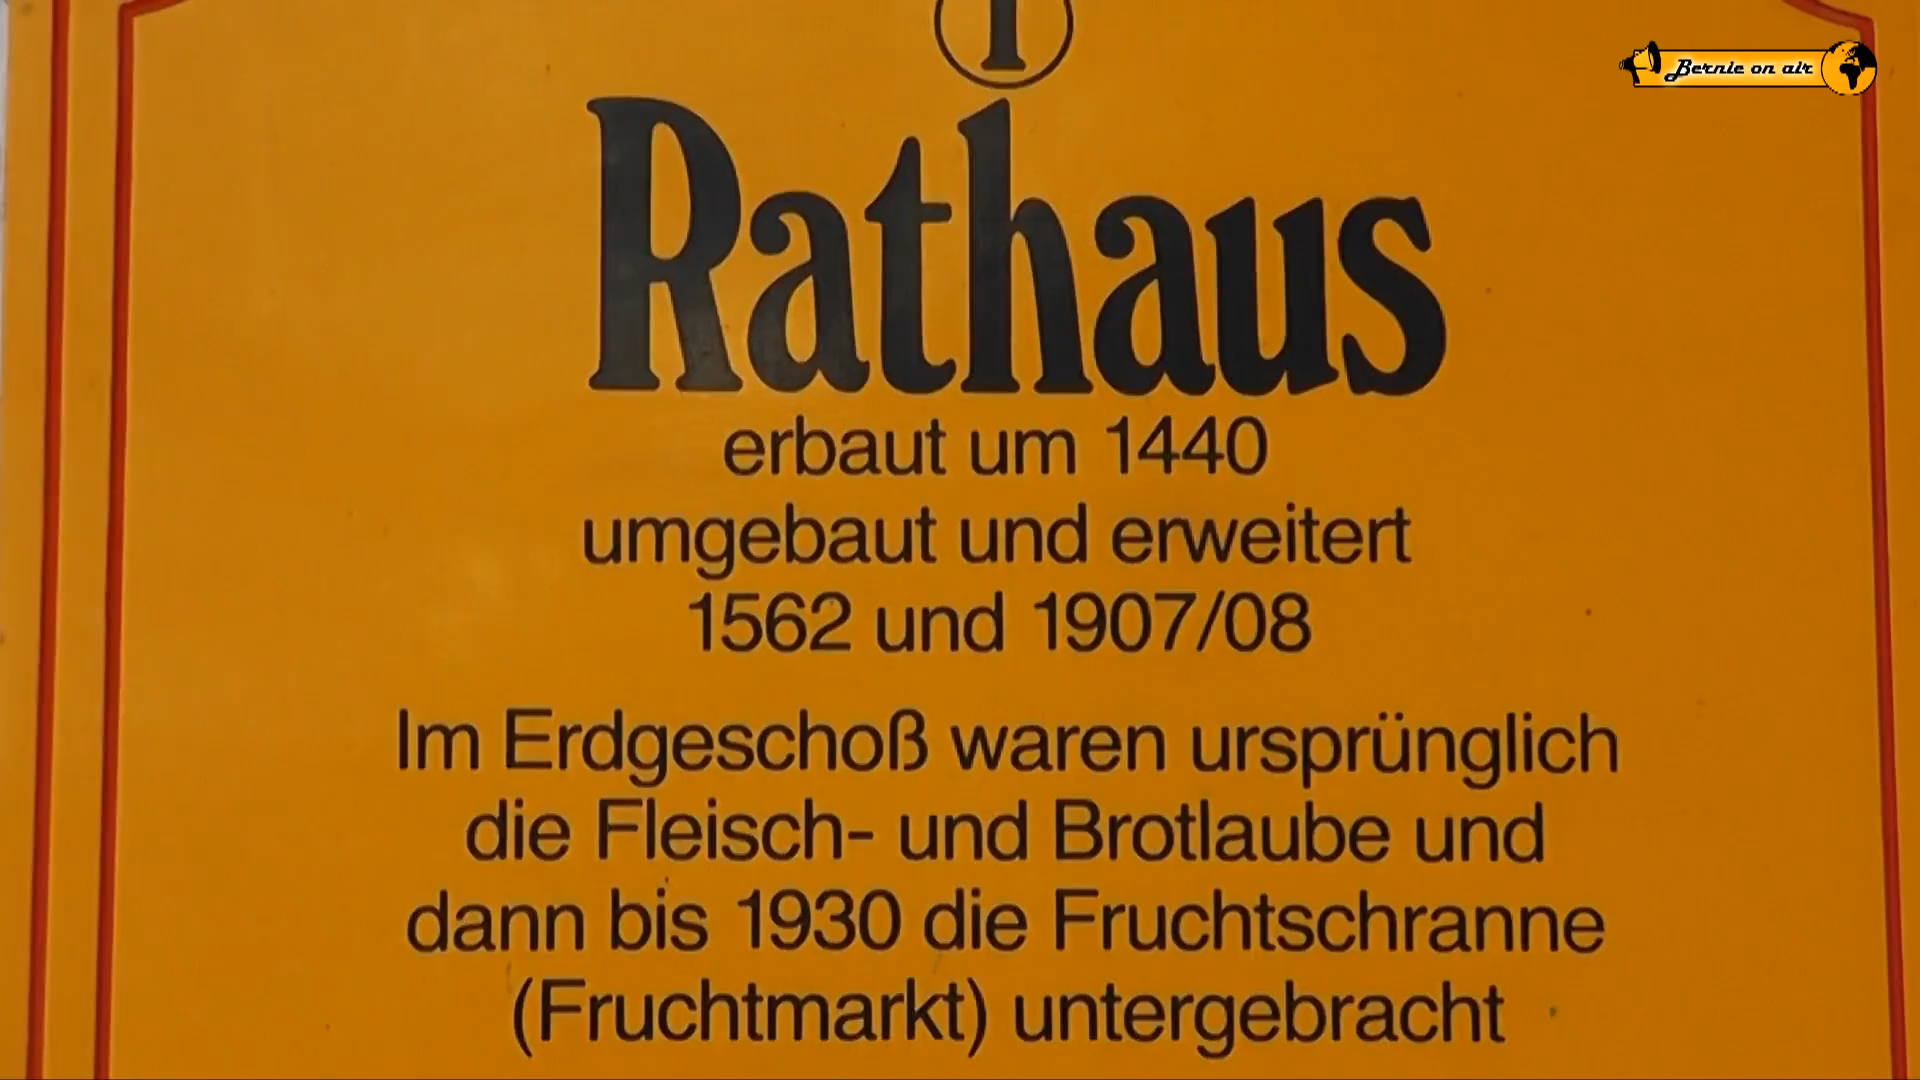 1
Bernie on air
Rathaus
erbaut um 1440
umgebaut und erweitert
1562 und 1907/08
Im Erdgeschoß waren ursprünglich
die Fleisch- und Brotlaube und
dann bis 1930 die Fruchtschranne
(Fruchtmarkt) untergebracht